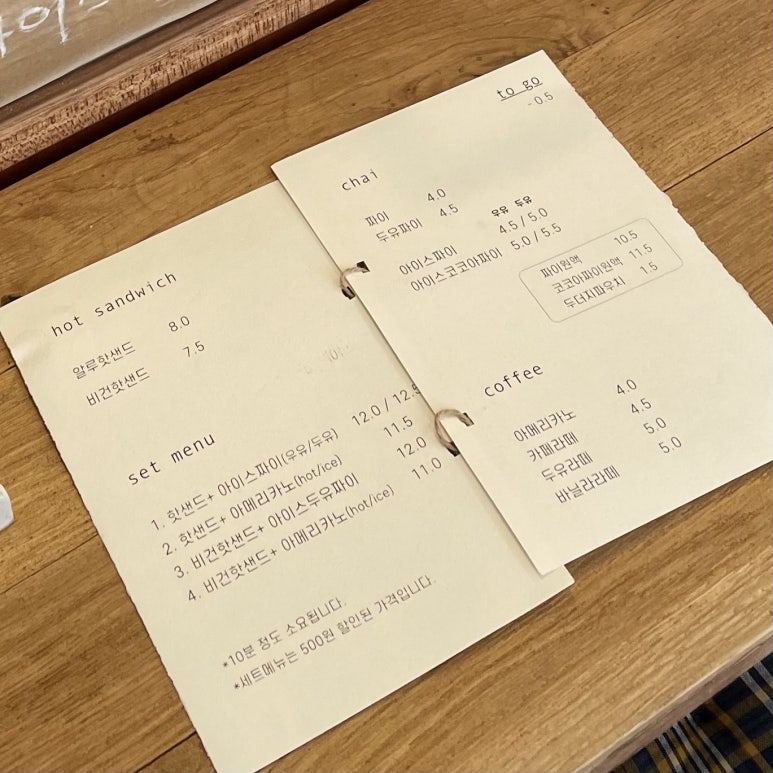 hot sandwich
알루핫샌드 8.0
비건핫샌드 7.5
set menu
1. 핫샌드+ 아이스짜이(우유/두유) 12.0 / 12.5
2. 핫샌드+ 아메리카노(hot/ice) 11.5
3. 비건핫샌드+ 아이스두유짜이 12.0
4. 비건핫샌드+ 아메리카노(hot/ice) 11.0
*10분 정도 소요됩니다.
*세트메뉴는 500원 할인된 가격입니다.
to go
- 0.5
chai
짜이 4.0
두유짜이 4.5
우유 두유
아이스짜이 4.5 / 5.0
아이스코코아짜이 5.0 / 5.5
짜이원액 10.5
코코아짜이원액 11.5
두더지파우치 1.5
coffee
아메리카노 4.0
카페라떼 4.5
두유라떼 5.0
바닐라라떼 5.0